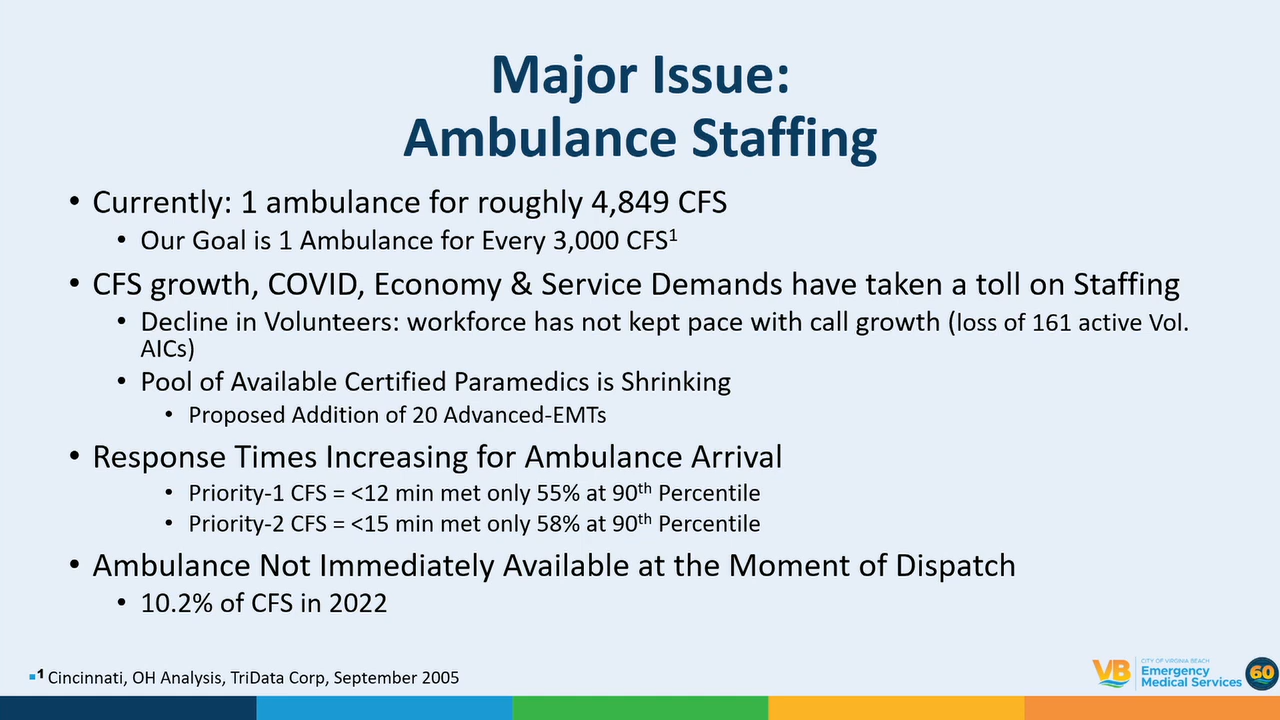 Major Issue:
Ambulance Staffing
• Currently: 1 ambulance for roughly 4,849 CFS
• Our Goal is 1 Ambulance for Every 3,000 CFS¹
• CFS growth, COVID, Economy & Service Demands have taken a toll on Staffing
• Decline in Volunteers: workforce has not kept pace with call growth (loss of 161 active Vol.
AICs)
• Pool of Available Certified Paramedics is Shrinking
• Proposed Addition of 20 Advanced-EMTs
• Response Times Increasing for Ambulance Arrival
• Priority-1 CFS = <12 min met only 55% at 90th Percentile
• Priority-2 CFS = <15 min met only 58% at 90th Percentile
• Ambulance Not Immediately Available at the Moment of Dispatch
• 10.2% of CFS in 2022
▪¹ Cincinnati, OH Analysis, TriData Corp, September 2005
VB
CITY OF VIRGINIA BEACH
Emergency
Medical Services
60